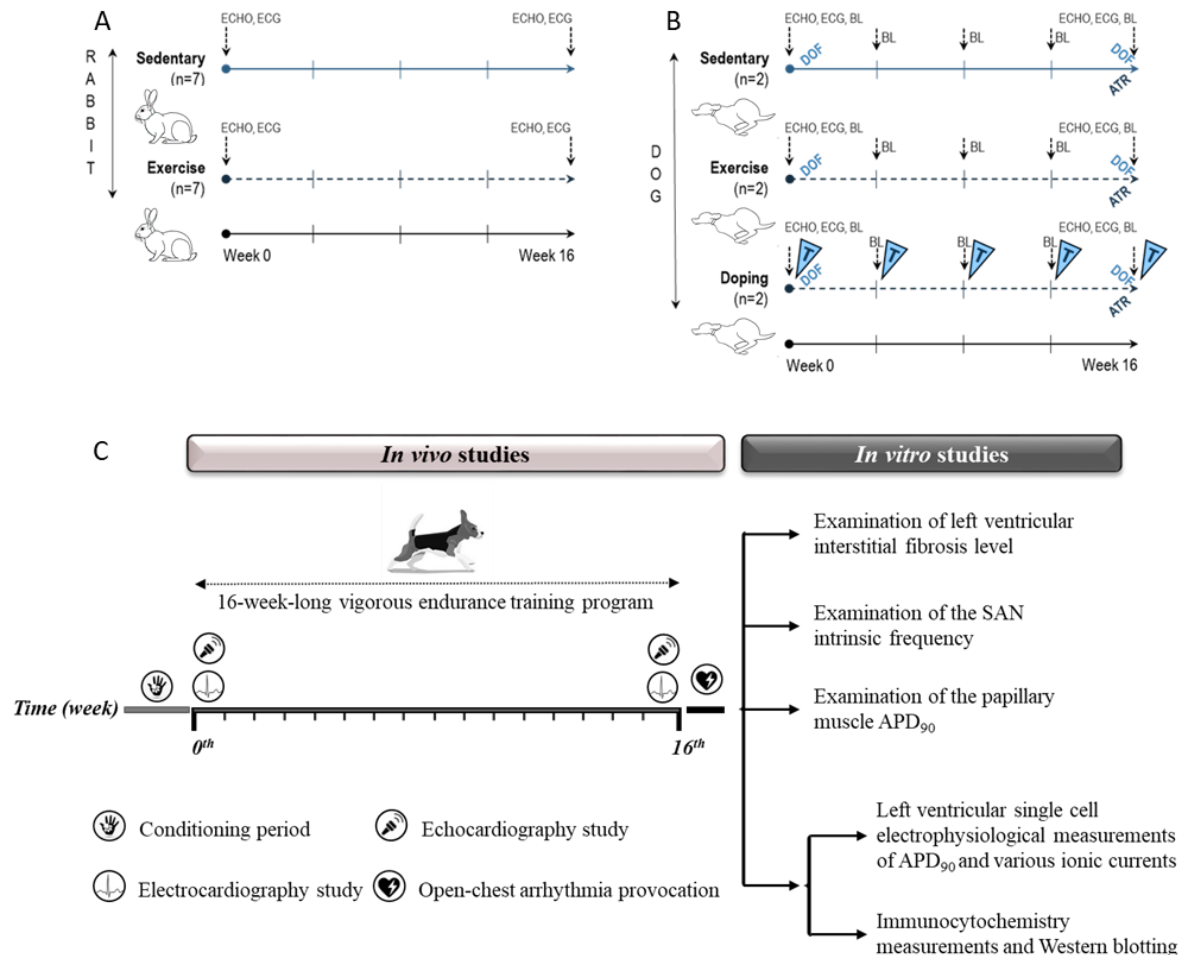 A
ECHO, ECG
ECHO, ECG
RABBIT
Sedentary
(n=7)
ECHO, ECG
ECHO, ECG
Exercise
(n=7)
Week 0
Week 16
B
ECHO, ECG, BL
BL
BL
BL
ECHO, ECG, BL
DOG
Sedentary
(n=2)
DOF
DOF
ATR
ECHO, ECG, BL
BL
BL
BL
ECHO, ECG, BL
Exercise
(n=2)
DOF
DOF
ATR
ECHO, ECG, BL
BL
BL
BL
ECHO, ECG, BL
T
T
T
T
T
Doping
(n=2)
DOF
DOF
ATR
Week 0
Week 16
C
In vivo studies
In vitro studies
16-week-long vigorous endurance training program
Time (week)
0th
16th
Conditioning period
Echocardiography study
Electrocardiography study
Open-chest arrhythmia provocation
Examination of left ventricular
interstitial fibrosis level
Examination of the SAN
intrinsic frequency
Examination of the papillary
muscle APD90
Left ventricular single cell
electrophysiological measurements
of APD90 and various ionic currents
Immunocytochemistry
measurements and Western blotting